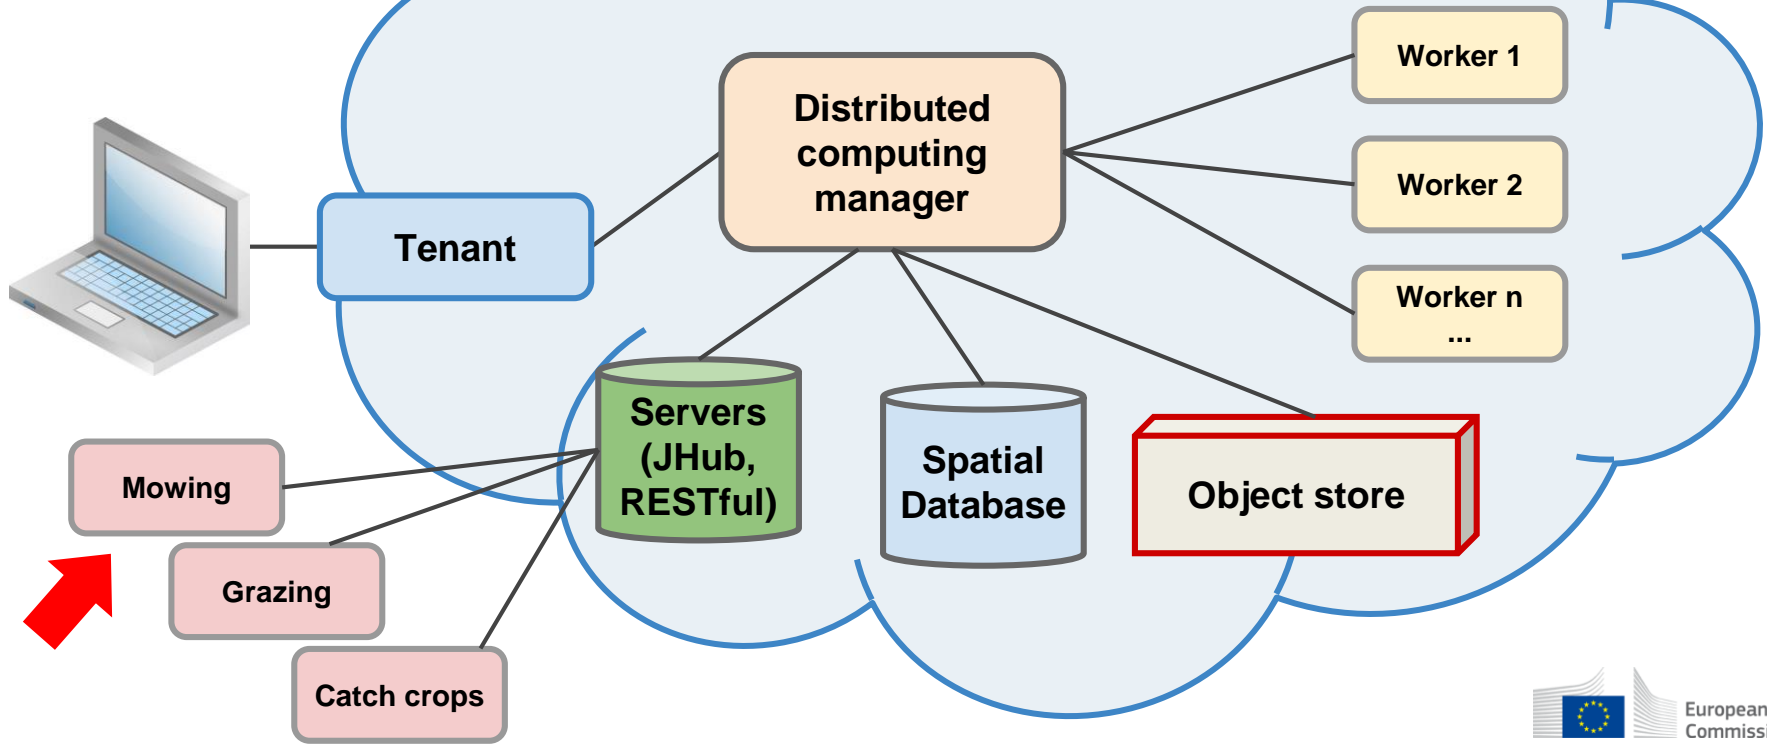 Worker 1
Distributed
computing
manager
Worker 2
Tenant
Worker n
...
Servers
(JHub,
RESTful)
Spatial
Database
Object store
Mowing
Grazing
Catch crops
European